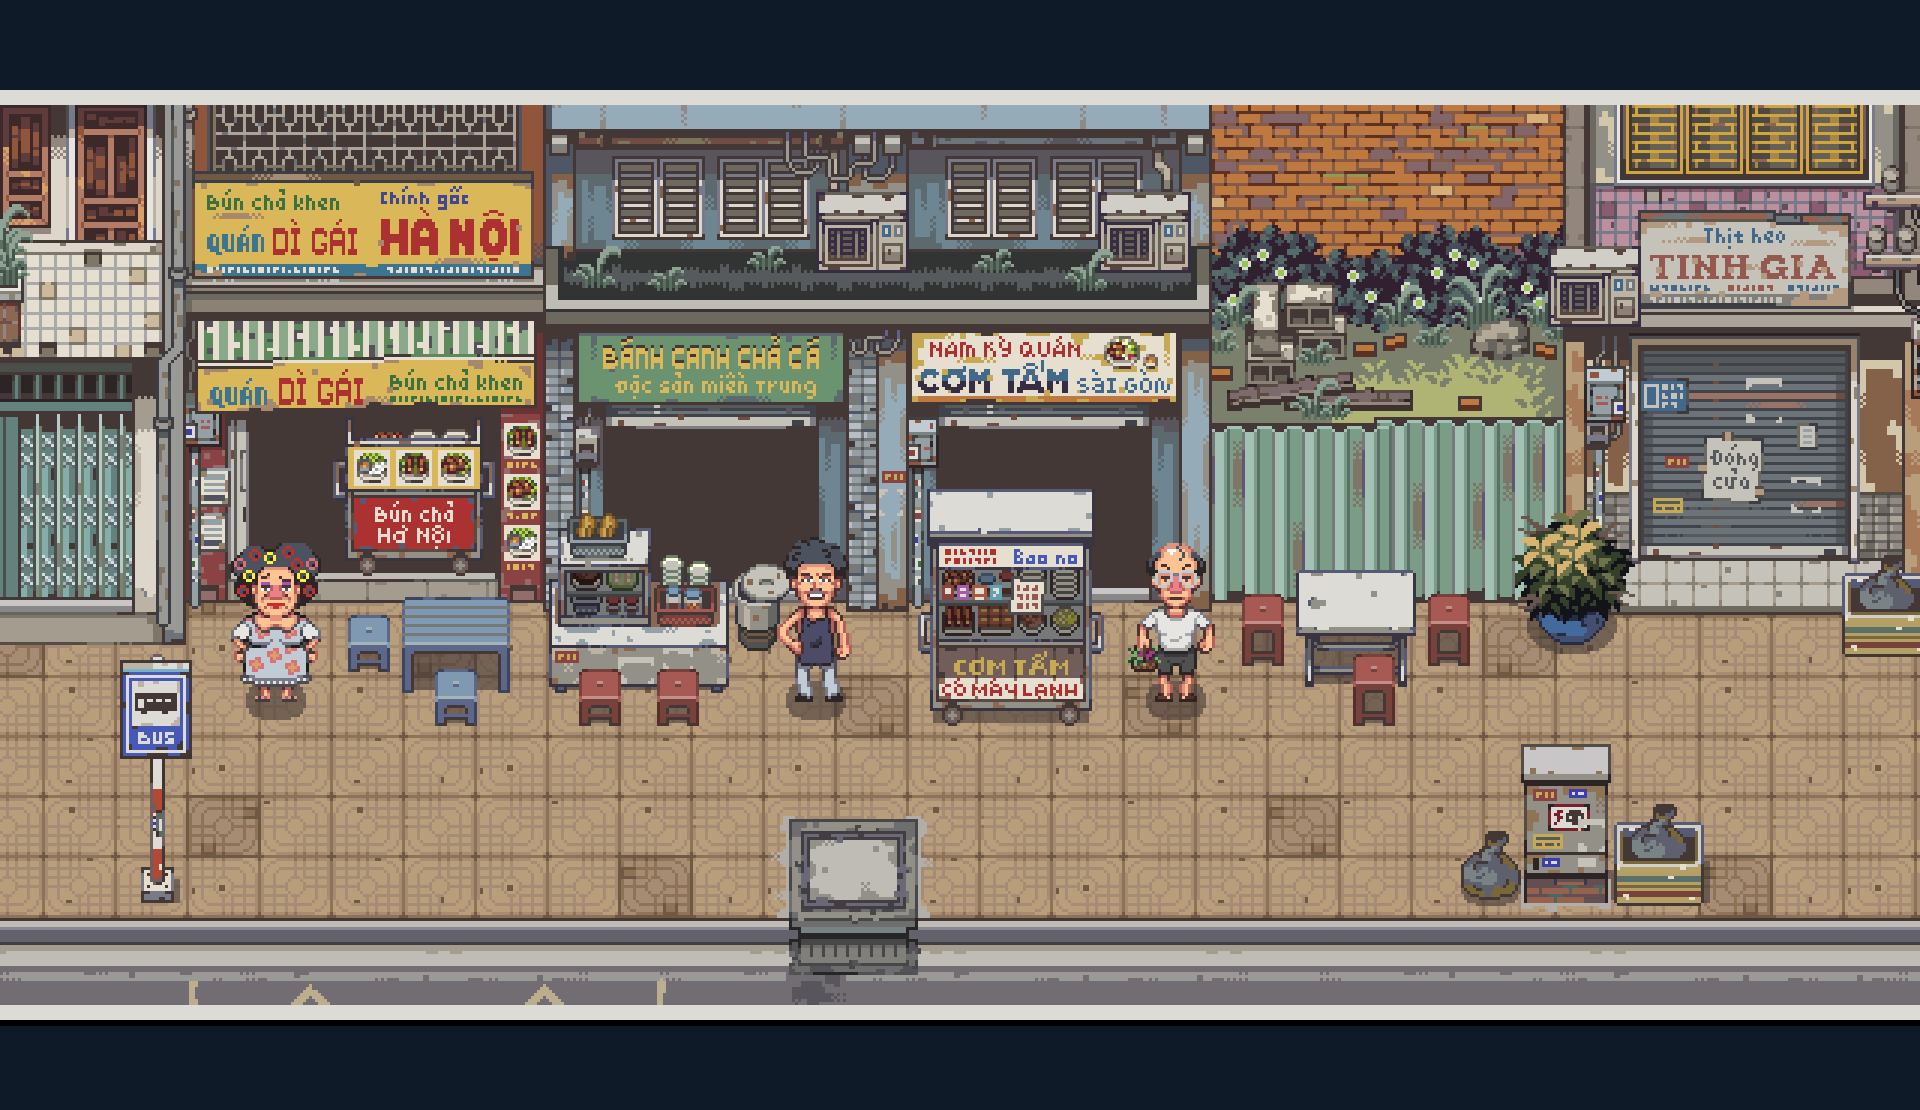 Bún chả khen
Chính gốc
QUÁN DÌ GÁI
HÀ NỘI
QUÁN DÌ GÁI
Bún chả khen
Bún chả
HÀ NỘI
BÁNH CANH CHẢ CÁ
Đặc sản miền Trung
NAM KỲ QUÁN
CƠM TẤM SÀI GÒN
Bao no
CƠM TẤM
CÔ MÁY LẠNH
Thịt heo
TINH GIA
Đóng
cửa
BUS